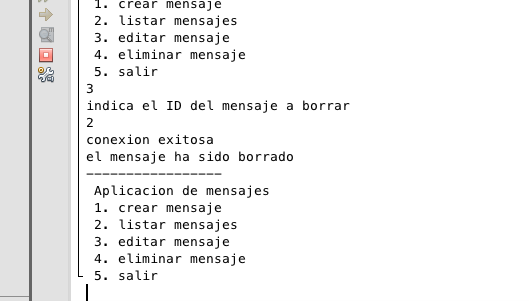 1. crear mensaje
2. listar mensajes
3. editar mensaje
4. eliminar mensaje
5. salir
3
indica el ID del mensaje a borrar
2
conexion exitosa
el mensaje ha sido borrado
-----------------
Aplicacion de mensajes
1. crear mensaje
2. listar mensajes
3. editar mensaje
4. eliminar mensaje
5. salir